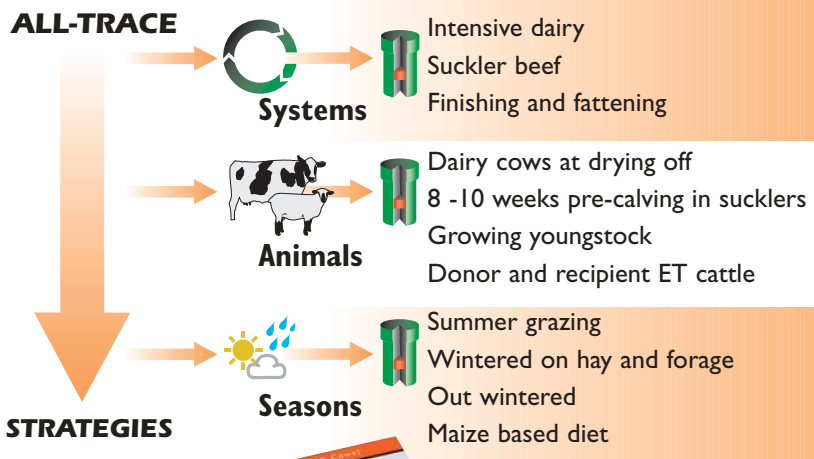 ALL-TRACE
Systems
Intensive dairy
Suckler beef
Finishing and fattening
Animals
Dairy cows at drying off
8 -10 weeks pre-calving in sucklers
Growing youngstock
Donor and recipient ET cattle
Seasons
Summer grazing
Wintered on hay and forage
Out wintered
Maize based diet
STRATEGIES